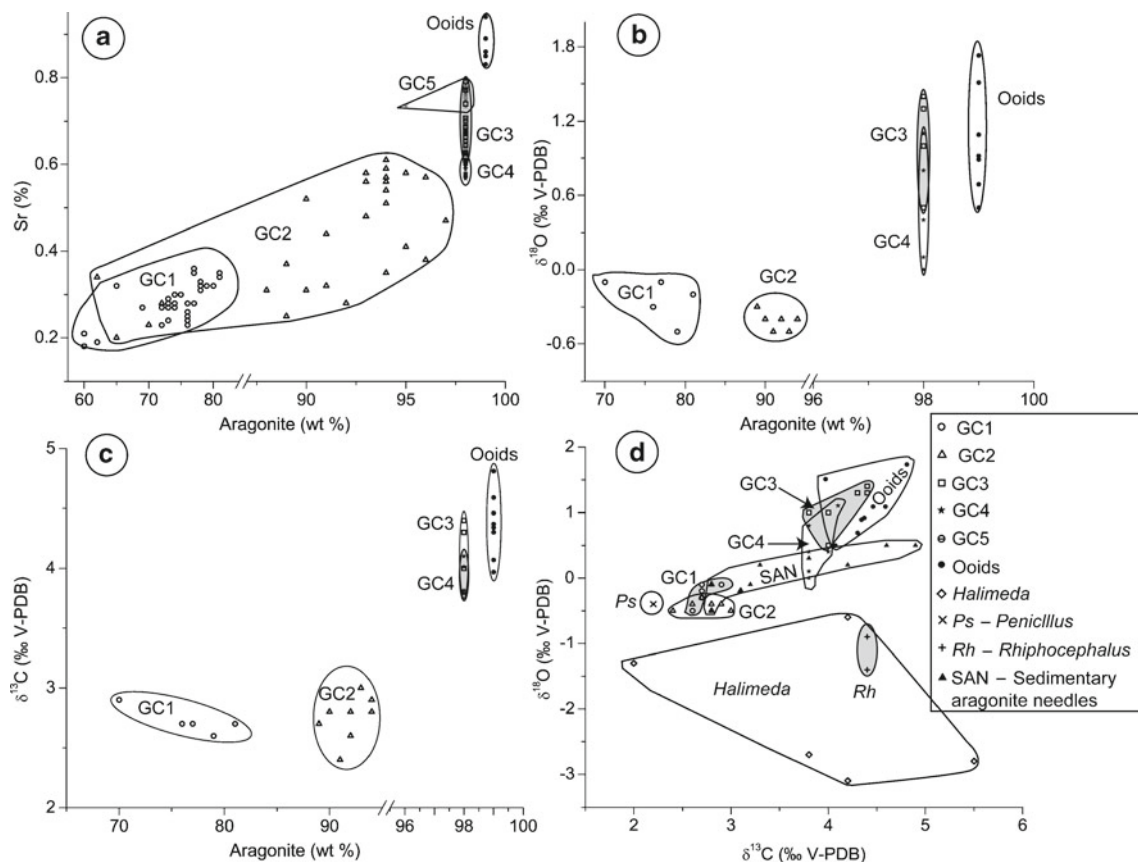 a
Ooids
GC5
GC3
GC4
GC2
GC1
0.8
0.6
0.4
0.2
Sr (%)
60 70 80 90 95 100
Aragonite (wt %)
b
Ooids
GC3
GC4
GC1
GC2
1.8
1.2
0.6
0.0
-0.6
δ18O (‰ V-PDB)
70 80 90 96 98 100
Aragonite (wt %)
c
Ooids
GC3
GC4
GC1
GC2
5
4
3
2
δ13C (‰ V-PDB)
70 80 90 96 98 100
Aragonite (wt %)
d
GC3
Ooids
GC4
GC1
SAN
Ps
GC2
Halimeda
Rh
2
1
0
-1
-2
-3
δ18O (‰ V-PDB)
2 3 4 5 6
δ13C (‰ V-PDB)
GC1
GC2
GC3
GC4
GC5
Ooids
Halimeda
Ps – Peniclllus
Rh – Rhiphocephalus
SAN – Sedimentary
aragonite needles